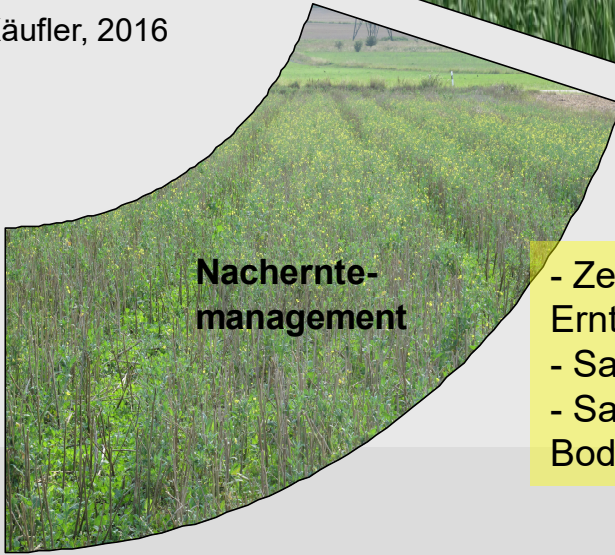 äufler, 2016
Nachernte-
management
- Ze
Ernt
- Sa
- Sa
Bod